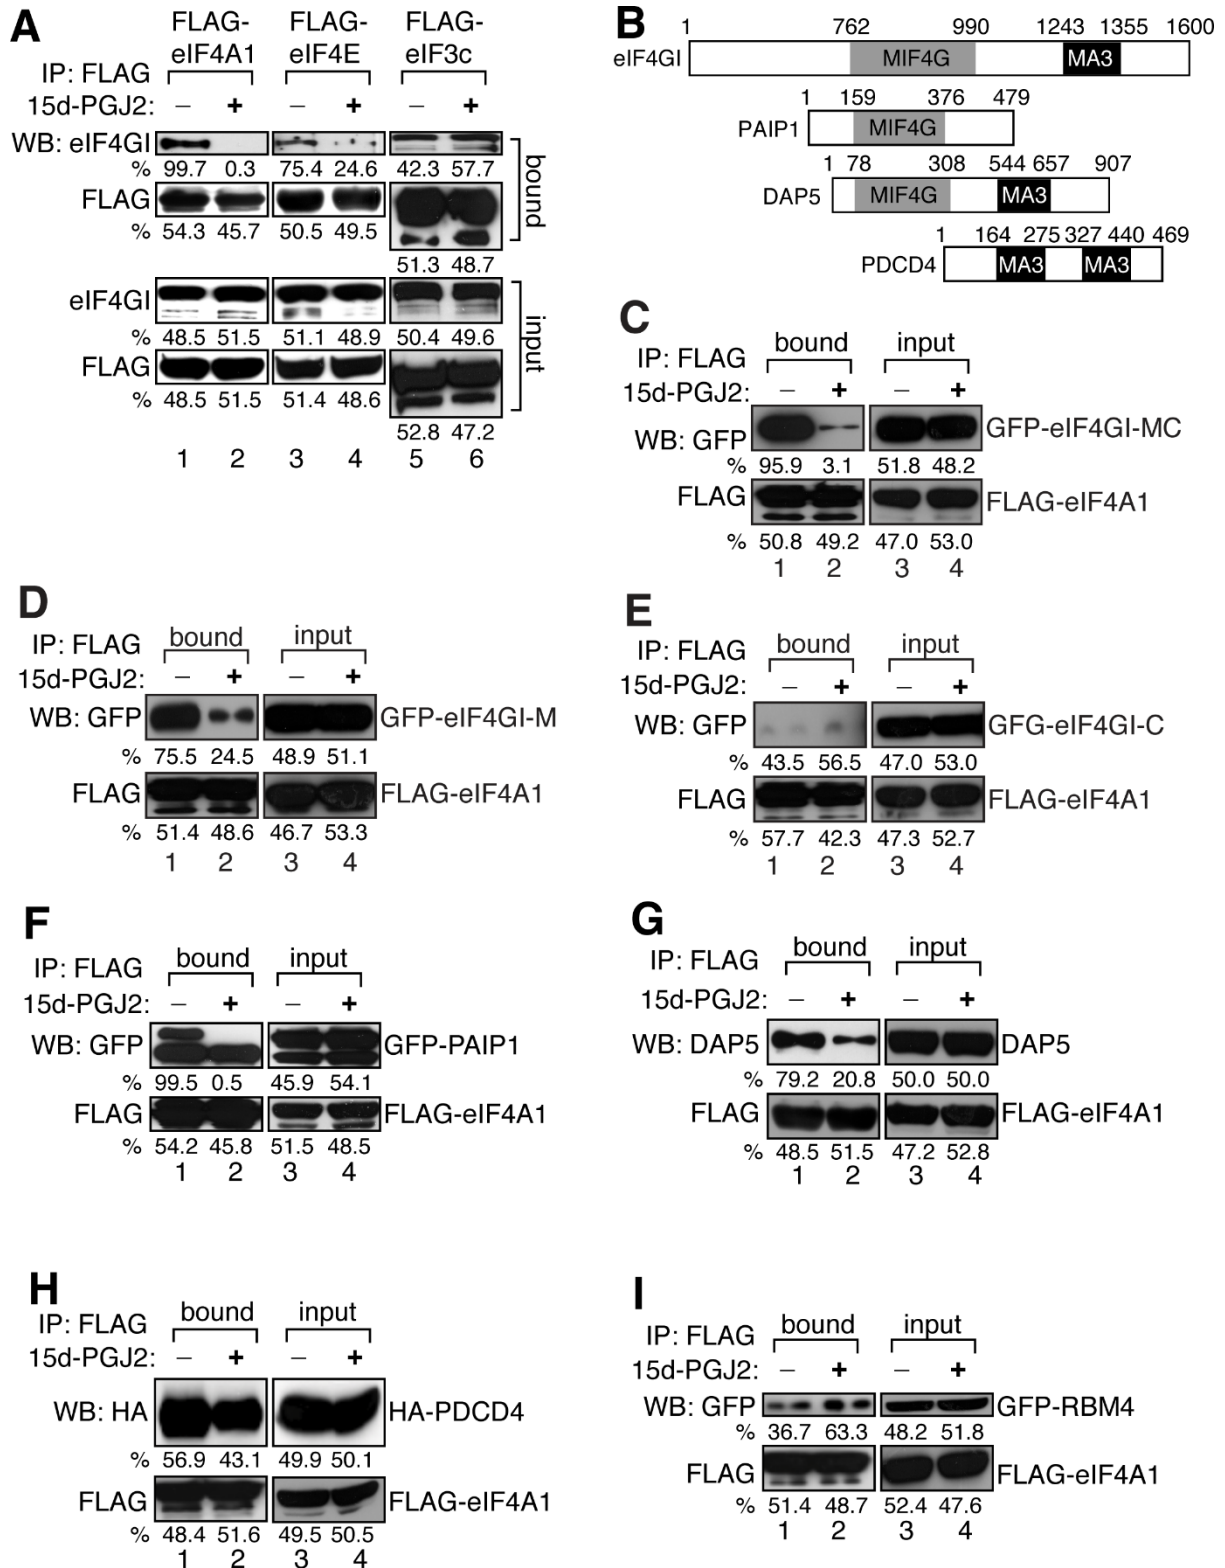 A
FLAG- FLAG- FLAG-
eIF4A1 eIF4E eIF3c
IP: FLAG
15d-PGJ2: – + – + – +
WB: eIF4GI
% 99.7 0.3 75.4 24.6 42.3 57.7
FLAG
% 54.3 45.7 50.5 49.5
51.3 48.7
bound
eIF4GI
% 48.5 51.5 51.1 48.9 50.4 49.6
FLAG
% 48.5 51.5 51.4 48.6
52.8 47.2
input
1 2 3 4 5 6
B
1 762 990 1243 1355 1600
eIF4GI MIF4G MA3
1 159 376 479
PAIP1 MIF4G
1 78 308 544 657 907
DAP5 MIF4G MA3
1 164 275 327 440 469
PDCD4 MA3 MA3
C
bound input
IP: FLAG
15d-PGJ2: – + – +
WB: GFP GFP-eIF4GI-MC
% 95.9 3.1 51.8 48.2
FLAG FLAG-eIF4A1
% 50.8 49.2 47.0 53.0
1 2 3 4
D
bound input
IP: FLAG
15d-PGJ2: – + – +
WB: GFP GFP-eIF4GI-M
% 75.5 24.5 48.9 51.1
FLAG FLAG-eIF4A1
% 51.4 48.6 46.7 53.3
1 2 3 4
E
bound input
IP: FLAG
15d-PGJ2: – + – +
WB: GFP GFG-eIF4GI-C
% 43.5 56.5 47.0 53.0
FLAG FLAG-eIF4A1
% 57.7 42.3 47.3 52.7
1 2 3 4
F
bound input
IP: FLAG
15d-PGJ2: – + – +
WB: GFP GFP-PAIP1
% 99.5 0.5 45.9 54.1
FLAG FLAG-eIF4A1
% 54.2 45.8 51.5 48.5
1 2 3 4
G
bound input
IP: FLAG
15d-PGJ2: – + – +
WB: DAP5 DAP5
% 79.2 20.8 50.0 50.0
FLAG FLAG-eIF4A1
% 48.5 51.5 47.2 52.8
1 2 3 4
H
bound input
IP: FLAG
15d-PGJ2: – + – +
WB: HA HA-PDCD4
% 56.9 43.1 49.9 50.1
FLAG FLAG-eIF4A1
% 48.4 51.6 49.5 50.5
1 2 3 4
I
bound input
IP: FLAG
15d-PGJ2: – + – +
WB: GFP GFP-RBM4
% 36.7 63.3 48.2 51.8
FLAG FLAG-eIF4A1
% 51.4 48.7 52.4 47.6
1 2 3 4